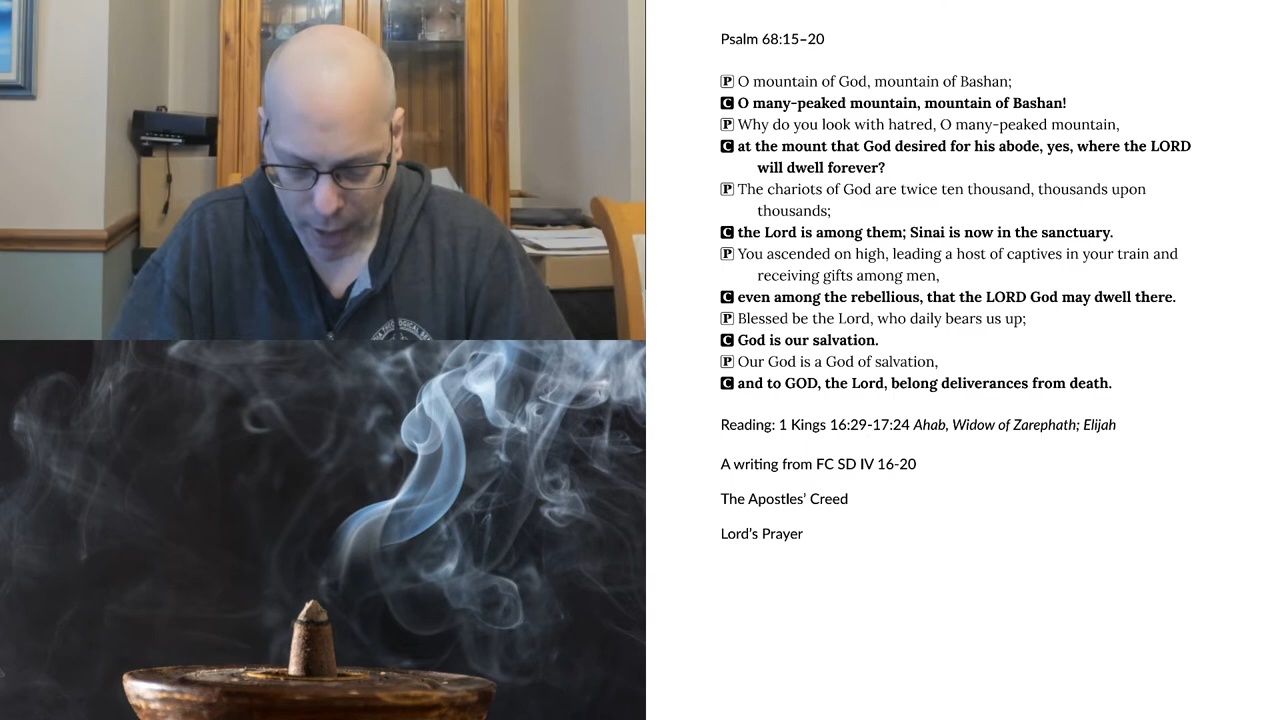 Psalm 68:15–20
P O mountain of God, mountain of Bashan;
C O many-peaked mountain, mountain of Bashan!
P Why do you look with hatred, O many-peaked mountain,
C at the mount that God desired for his abode, yes, where the LORD
will dwell forever?
P The chariots of God are twice ten thousand, thousands upon
thousands;
C the Lord is among them; Sinai is now in the sanctuary.
P You ascended on high, leading a host of captives in your train and
receiving gifts among men,
C even among the rebellious, that the LORD God may dwell there.
P Blessed be the Lord, who daily bears us up;
C God is our salvation.
P Our God is a God of salvation,
C and to GOD, the Lord, belong deliverances from death.
Reading: 1 Kings 16:29-17:24 Ahab, Widow of Zarephath; Elijah
A writing from FC SD IV 16-20
The Apostles’ Creed
Lord’s Prayer